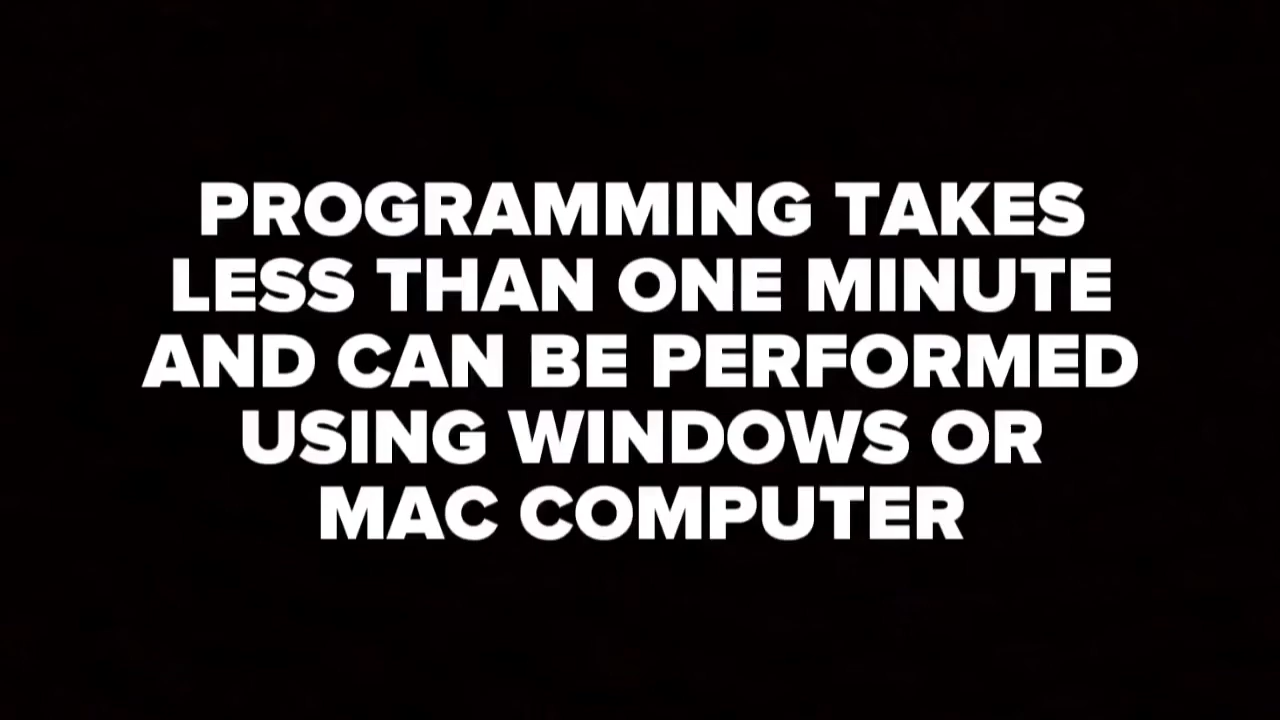 PROGRAMMING TAKES
LESS THAN ONE MINUTE
AND CAN BE PERFORMED
USING WINDOWS OR
MAC COMPUTER